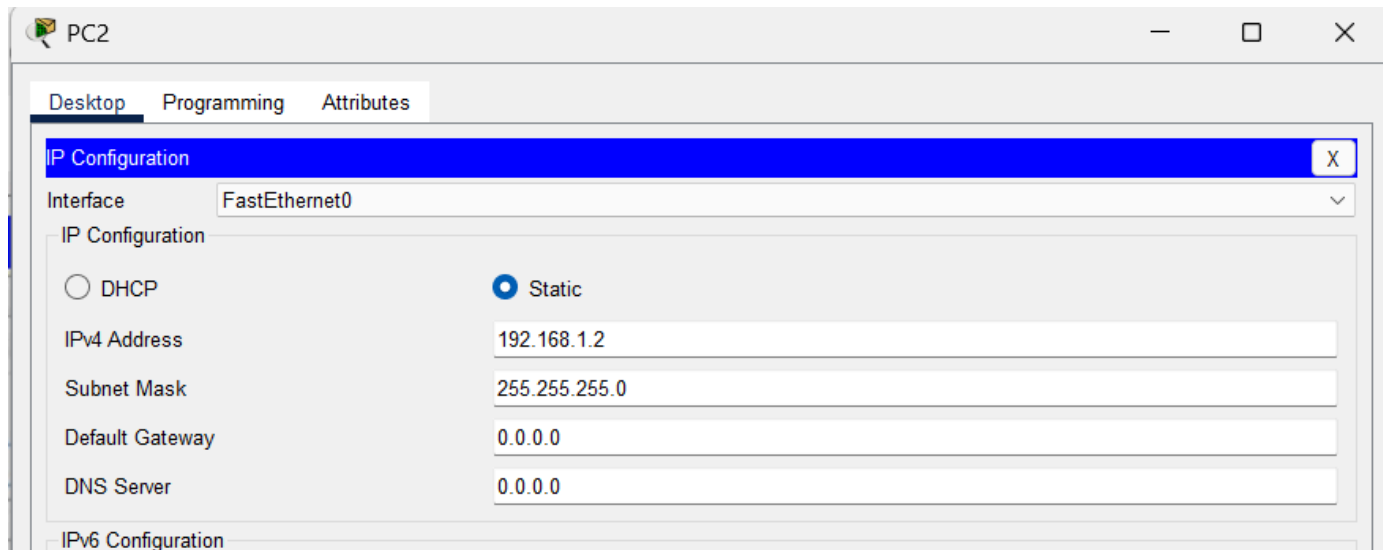 PC2
Desktop Programming Attributes
IP Configuration X
Interface FastEthernet0
IP Configuration
DHCP Static
IPv4 Address 192.168.1.2
Subnet Mask 255.255.255.0
Default Gateway 0.0.0.0
DNS Server 0.0.0.0
IPv6 Configuration